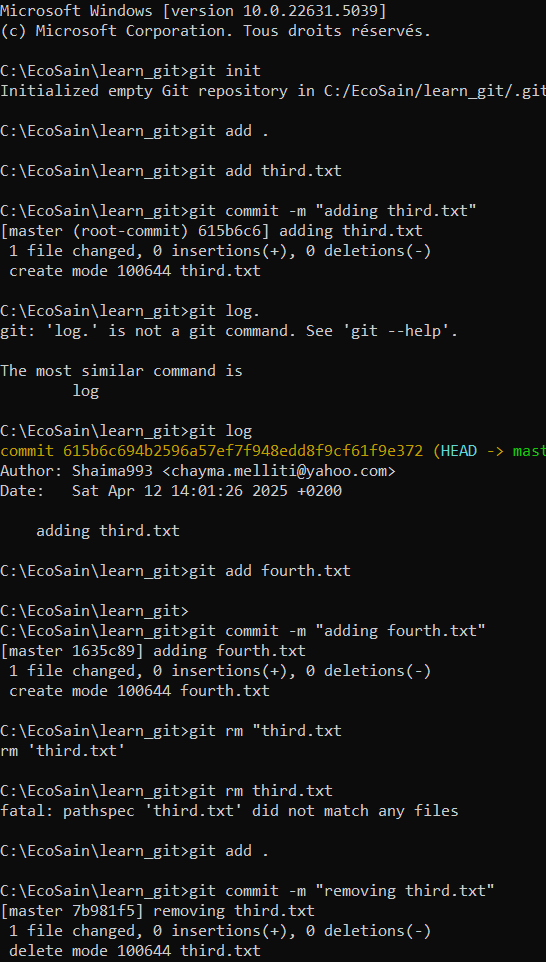 Microsoft Windows [version 10.0.22631.5039]
(c) Microsoft Corporation. Tous droits réservés.
C:\EcoSain\learn_git>git init
Initialized empty Git repository in C:/EcoSain/learn_git/.git
C:\EcoSain\learn_git>git add .
C:\EcoSain\learn_git>git add third.txt
C:\EcoSain\learn_git>git commit -m "adding third.txt"
[master (root-commit) 615b6c6] adding third.txt
 1 file changed, 0 insertions(+), 0 deletions(-)
 create mode 100644 third.txt
C:\EcoSain\learn_git>git log.
git: 'log.' is not a git command. See 'git --help'.
The most similar command is
        log
C:\EcoSain\learn_git>git log
commit 615b6c694b2596a57ef7f948edd8f9cf61f9e372 (HEAD -> mast
Author: Shaima993 <chayma.melliti@yahoo.com>
Date:   Sat Apr 12 14:01:26 2025 +0200
    adding third.txt
C:\EcoSain\learn_git>git add fourth.txt
C:\EcoSain\learn_git>
C:\EcoSain\learn_git>git commit -m "adding fourth.txt"
[master 1635c89] adding fourth.txt
 1 file changed, 0 insertions(+), 0 deletions(-)
 create mode 100644 fourth.txt
C:\EcoSain\learn_git>git rm "third.txt
rm 'third.txt'
C:\EcoSain\learn_git>git rm third.txt
fatal: pathspec 'third.txt' did not match any files
C:\EcoSain\learn_git>git add .
C:\EcoSain\learn_git>git commit -m "removing third.txt"
[master 7b981f5] removing third.txt
 1 file changed, 0 insertions(+), 0 deletions(-)
 delete mode 100644 third.txt